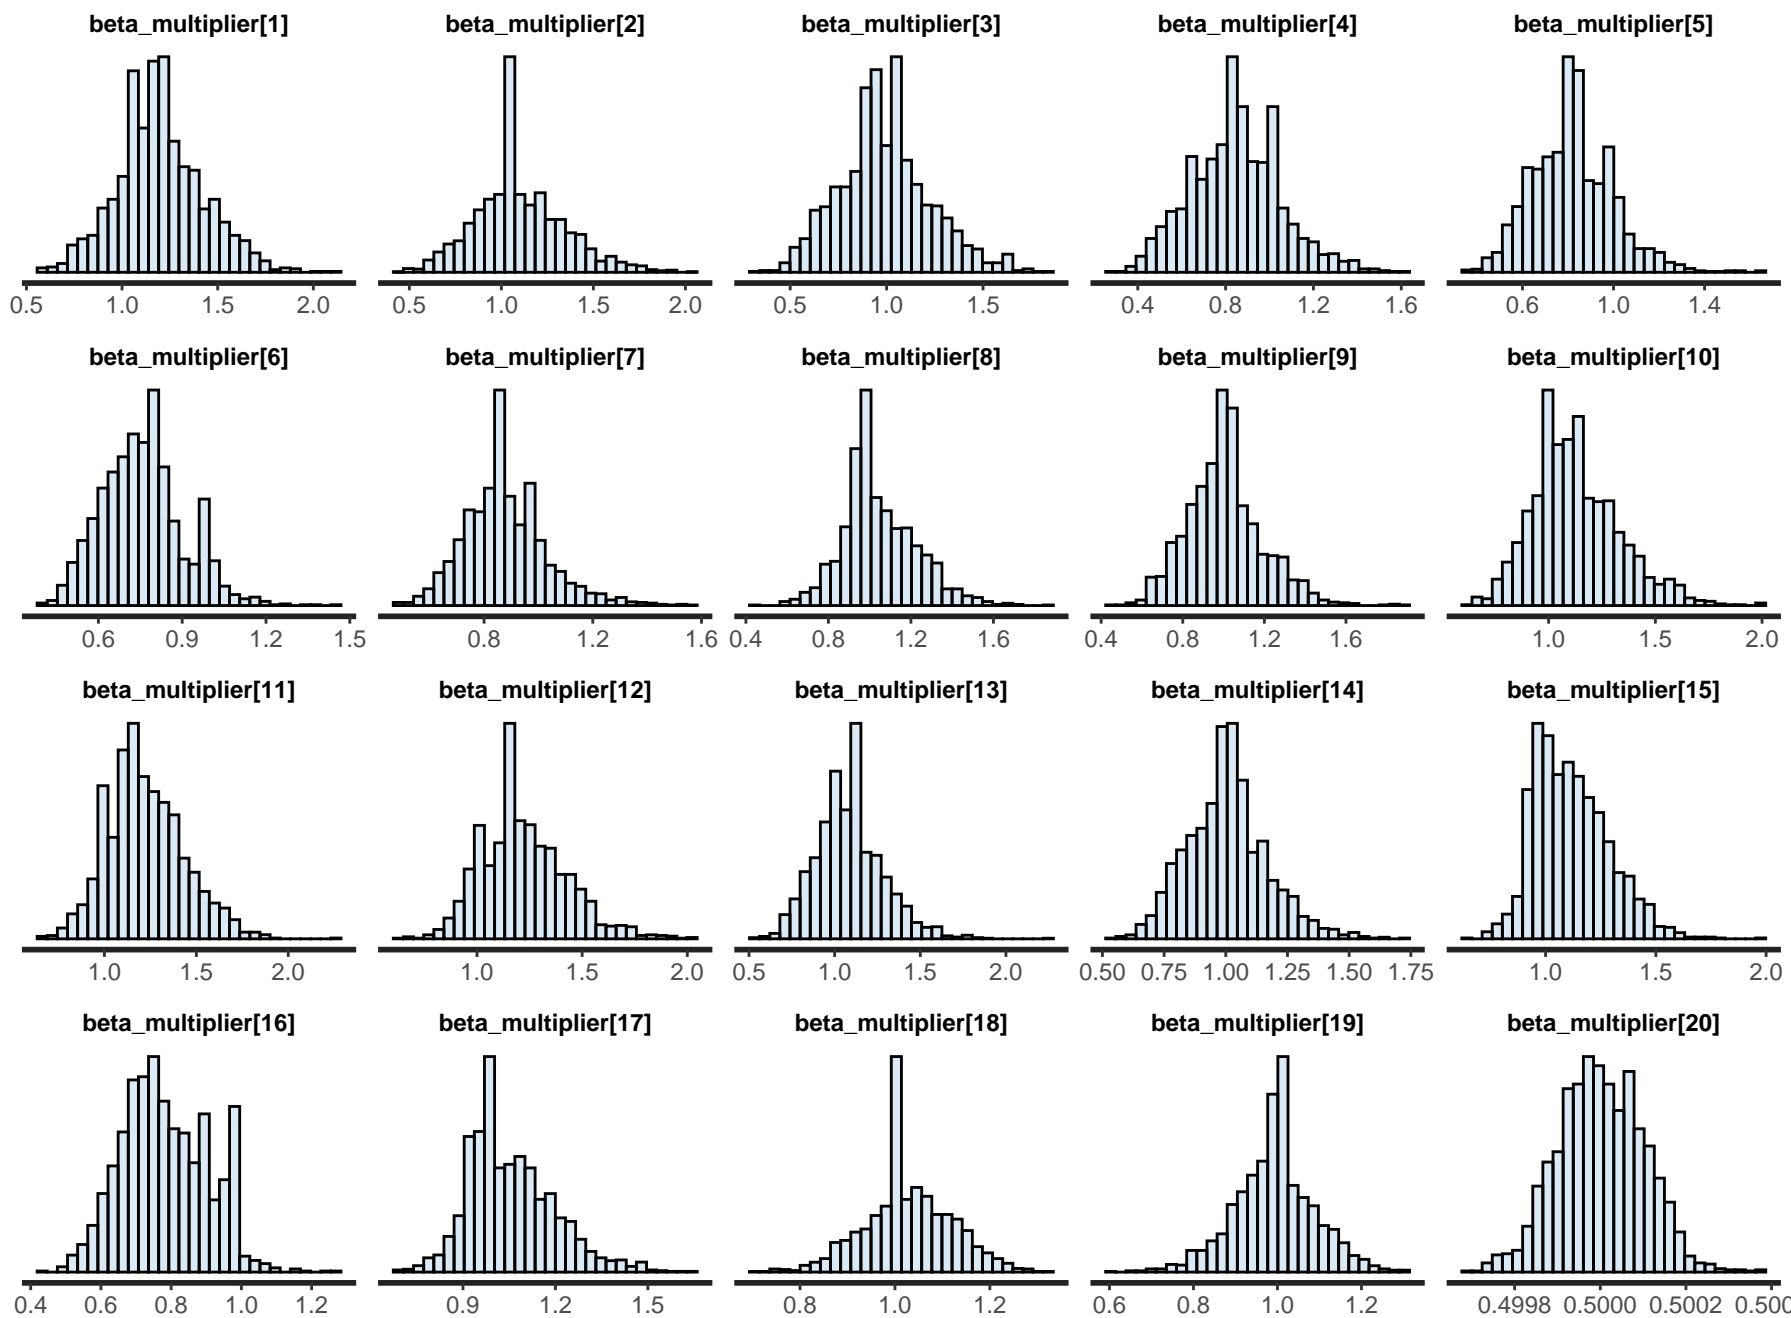 beta_multiplier[1] beta_multiplier[2] beta_multiplier[3] beta_multiplier[4] beta_multiplier[5]
0.5 1.0 1.5 2.0 0.5 1.0 1.5 2.0 0.5 1.0 1.5 0.4 0.8 1.2 1.6 0.6 1.0 1.4
beta_multiplier[6] beta_multiplier[7] beta_multiplier[8] beta_multiplier[9] beta_multiplier[10]
0.6 0.9 1.2 1.5 0.8 1.2 1.6 0.4 0.8 1.2 1.6 0.4 0.8 1.2 1.6 1.0 1.5 2.0
beta_multiplier[11] beta_multiplier[12] beta_multiplier[13] beta_multiplier[14] beta_multiplier[15]
1.0 1.5 2.0 1.0 1.5 2.0 0.5 1.0 1.5 2.0 0.50 0.75 1.00 1.25 1.50 1.75 1.0 1.5 2.0
beta_multiplier[16] beta_multiplier[17] beta_multiplier[18] beta_multiplier[19] beta_multiplier[20]
0.4 0.6 0.8 1.0 1.2 0.9 1.2 1.5 0.8 1.0 1.2 0.6 0.8 1.0 1.2 0.4998 0.5000 0.5002